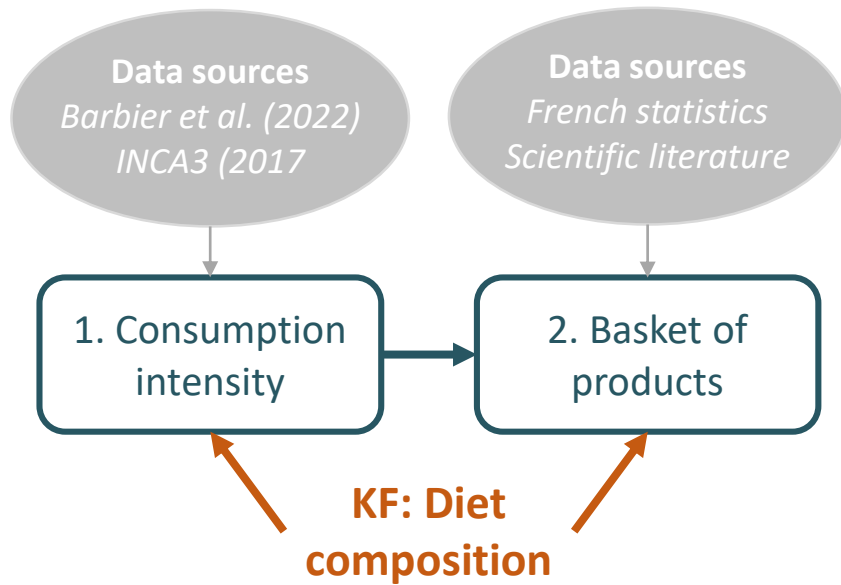 Data sources
Barbier et al. (2022)
INCA3 (2017
Data sources
French statistics
Scientific literature
1. Consumption
intensity
2. Basket of
products
KF: Diet
composition